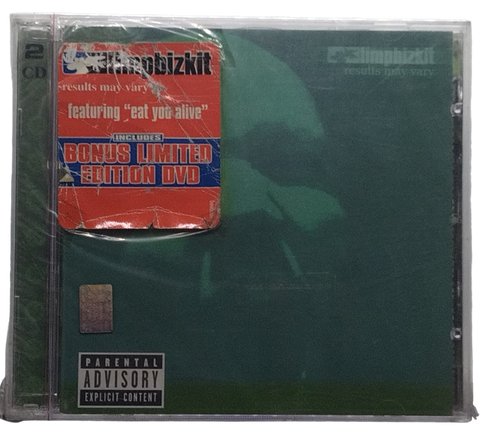 2
CD
limpbizkit
results may vary
featuring "eat you alive"
INCLUDES
BONUS LIMITED
EDITION DVD
limpbizkit
results may vary
PARENTAL
ADVISORY
EXPLICIT CONTENT